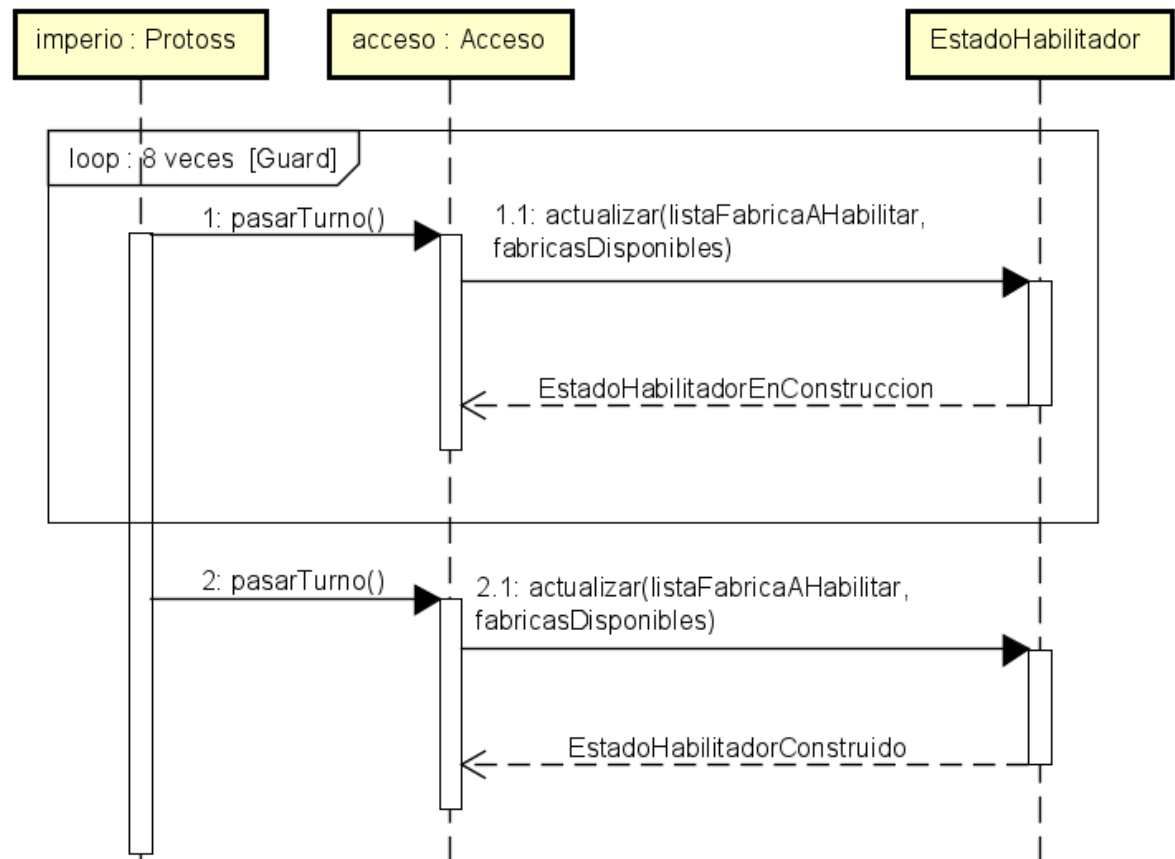 imperio : Protoss
acceso : Acceso
EstadoHabilitador
loop : 8 veces [Guard]
1: pasarTurno()
1.1: actualizar(listaFabricaAHabilitar,
fabricasDisponibles)
EstadoHabilitadorEnConstruccion
2: pasarTurno()
2.1: actualizar(listaFabricaAHabilitar,
fabricasDisponibles)
EstadoHabilitadorConstruido